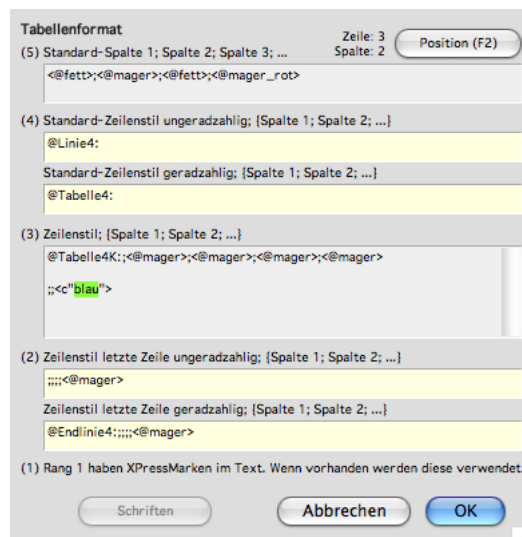 Tabellenformat
Zeile: 3
Spalte: 2
Position (F2)
(5) Standard-Spalte 1; Spalte 2; Spalte 3; ...
<@fett>;<@mager>;<@fett>;<@mager_rot>
(4) Standard-Zeilenstil ungeradzahlig; {Spalte 1; Spalte 2; ...}
@Linie4:
Standard-Zeilenstil geradzahlig; {Spalte 1; Spalte 2; ...}
@Tabelle4:
(3) Zeilenstil; {Spalte 1; Spalte 2; ...}
@Tabelle4K:;<@mager>;<@mager>;<@mager>;<@mager>
;;<c"blau">
(2) Zeilenstil letzte Zeile ungeradzahlig; {Spalte 1; Spalte 2; ...}
;;;;<@mager>
Zeilenstil letzte Zeile geradzahlig; {Spalte 1; Spalte 2; ...}
@Endlinie4:;;;;<@mager>
(1) Rang 1 haben XPressMarken im Text. Wenn vorhanden werden diese verwendet.
Schriften
Abbrechen
OK